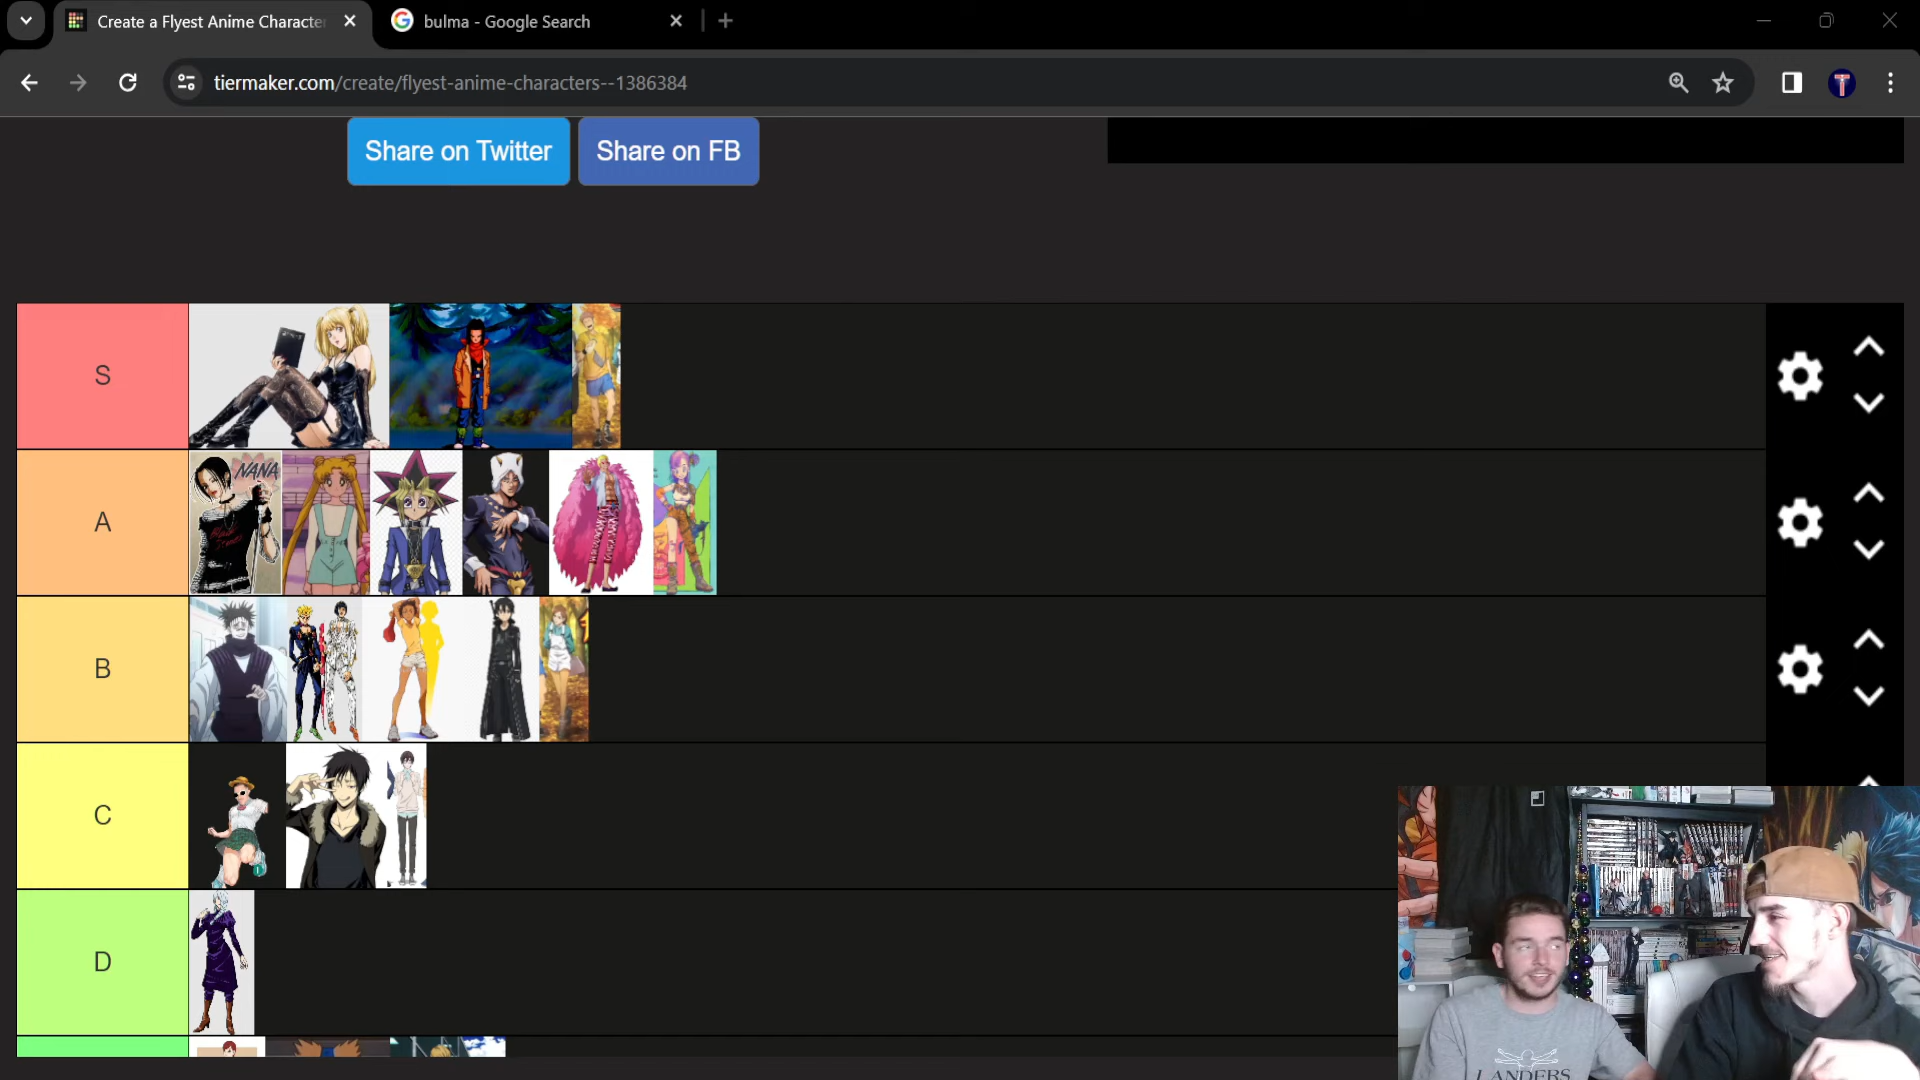 Create a Flyest Anime Character
bulma - Google Search
tiermaker.com/create/flyest-anime-characters--1386384
T
Share on Twitter
Share on FB
S
A
NANA
B
C
D
LANDERS